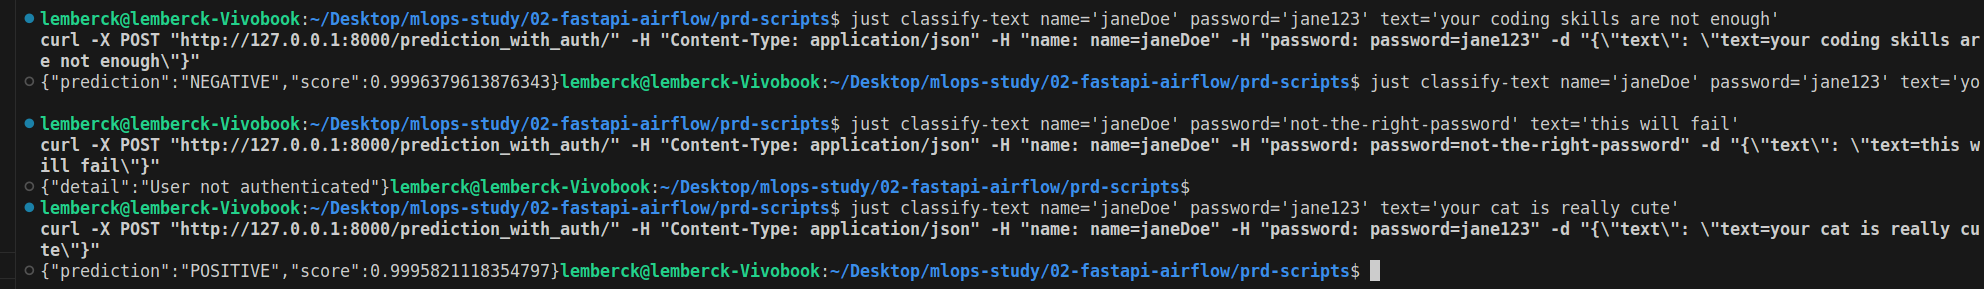 lemberck@lemberck-Vivobook:~/Desktop/mlops-study/02-fastapi-airflow/prd-scripts$ just classify-text name='janeDoe' password='jane123' text='your coding skills are not enough'
curl -X POST "http://127.0.0.1:8000/prediction_with_auth/" -H "Content-Type: application/json" -H "name: name=janeDoe" -H "password: password=jane123" -d "{\"text\": \"text=your coding skills ar
e not enough\"}"
{"prediction":"NEGATIVE","score":0.9996379613876343}lemberck@lemberck-Vivobook:~/Desktop/mlops-study/02-fastapi-airflow/prd-scripts$ just classify-text name='janeDoe' password='jane123' text='yo
lemberck@lemberck-Vivobook:~/Desktop/mlops-study/02-fastapi-airflow/prd-scripts$ just classify-text name='janeDoe' password='not-the-right-password' text='this will fail'
curl -X POST "http://127.0.0.1:8000/prediction_with_auth/" -H "Content-Type: application/json" -H "name: name=janeDoe" -H "password: password=not-the-right-password" -d "{\"text\": \"text=this w
ill fail\"}"
{"detail":"User not authenticated"}lemberck@lemberck-Vivobook:~/Desktop/mlops-study/02-fastapi-airflow/prd-scripts$
lemberck@lemberck-Vivobook:~/Desktop/mlops-study/02-fastapi-airflow/prd-scripts$ just classify-text name='janeDoe' password='jane123' text='your cat is really cute'
curl -X POST "http://127.0.0.1:8000/prediction_with_auth/" -H "Content-Type: application/json" -H "name: name=janeDoe" -H "password: password=jane123" -d "{\"text\": \"text=your cat is really cu
te\"}"
{"prediction":"POSITIVE","score":0.9995821118354797}lemberck@lemberck-Vivobook:~/Desktop/mlops-study/02-fastapi-airflow/prd-scripts$